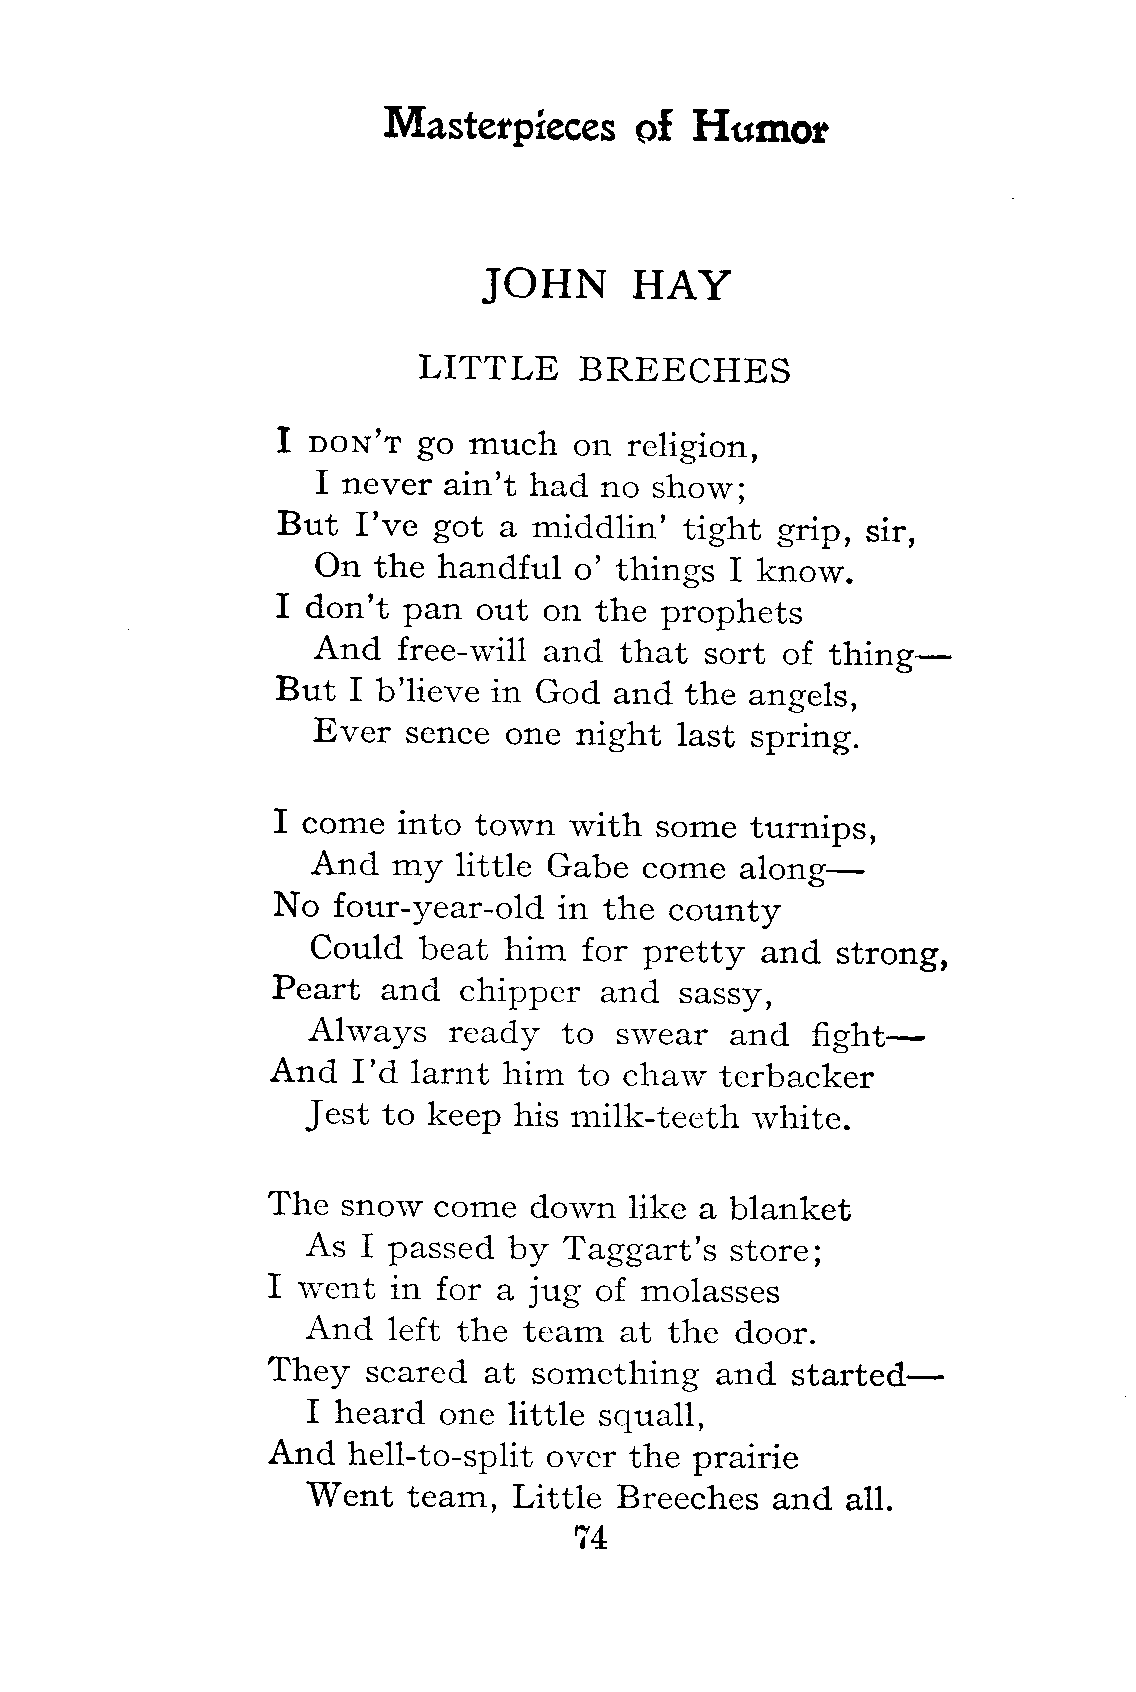 Masterpieces of Humor
JOHN HAY
LITTLE BREECHES
I DON'T go much on religion,
I never ain't had no show;
But I've got a middlin' tight grip, sir,
On the handful o' things I know.
I don't pan out on the prophets
And free-will and that sort of thing—
But I b'lieve in God and the angels,
Ever sence one night last spring.
I come into town with some turnips,
And my little Gabe come along—
No four-year-old in the county
Could beat him for pretty and strong,
Peart and chipper and sassy,
Always ready to swear and fight—
And I'd larnt him to chaw terbacker
Jest to keep his milk-teeth white.
The snow come down like a blanket
As I passed by Taggart's store;
I went in for a jug of molasses
And left the team at the door.
They scared at something and started—
I heard one little squall,
And hell-to-split over the prairie
Went team, Little Breeches and all.
74